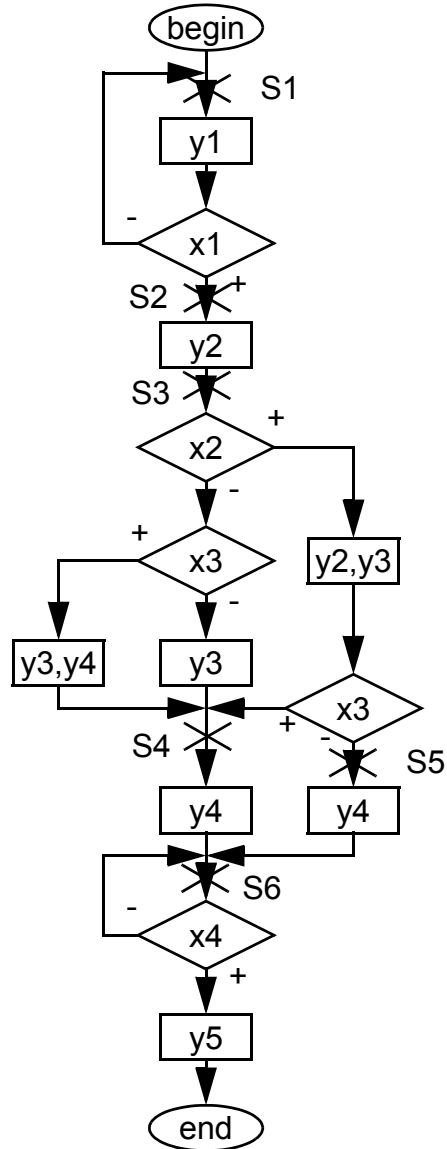 begin
S1
y1
-
x1
+
S2
y2
S3
+
x2
-
+
x3
y2,y3
-
y3,y4
y3
x3
+
-
S4
S5
y4
y4
S6
-
x4
+
y5
end